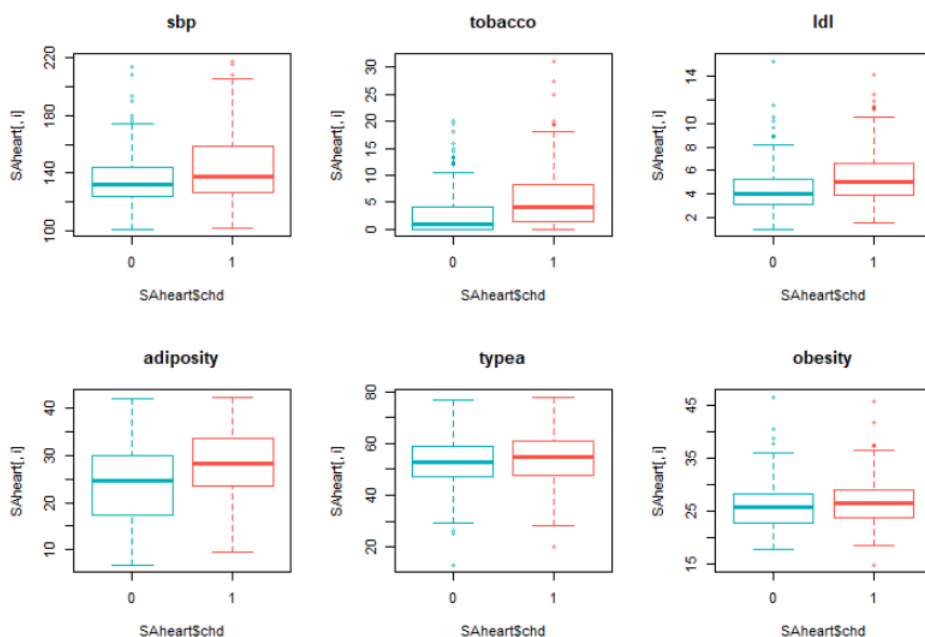 sbp
SAheart[, i]
220
180
140
100
0 1
SAheart$chd
tobacco
SAheart[, i]
30
25
20
15
10
5
0
0 1
SAheart$chd
ldl
SAheart[, i]
14
10
8
6
4
2
0 1
SAheart$chd
adiposity
SAheart[, i]
40
30
20
10
0 1
SAheart$chd
typea
SAheart[, i]
80
60
40
20
0 1
SAheart$chd
obesity
SAheart[, i]
45
35
25
15
0 1
SAheart$chd